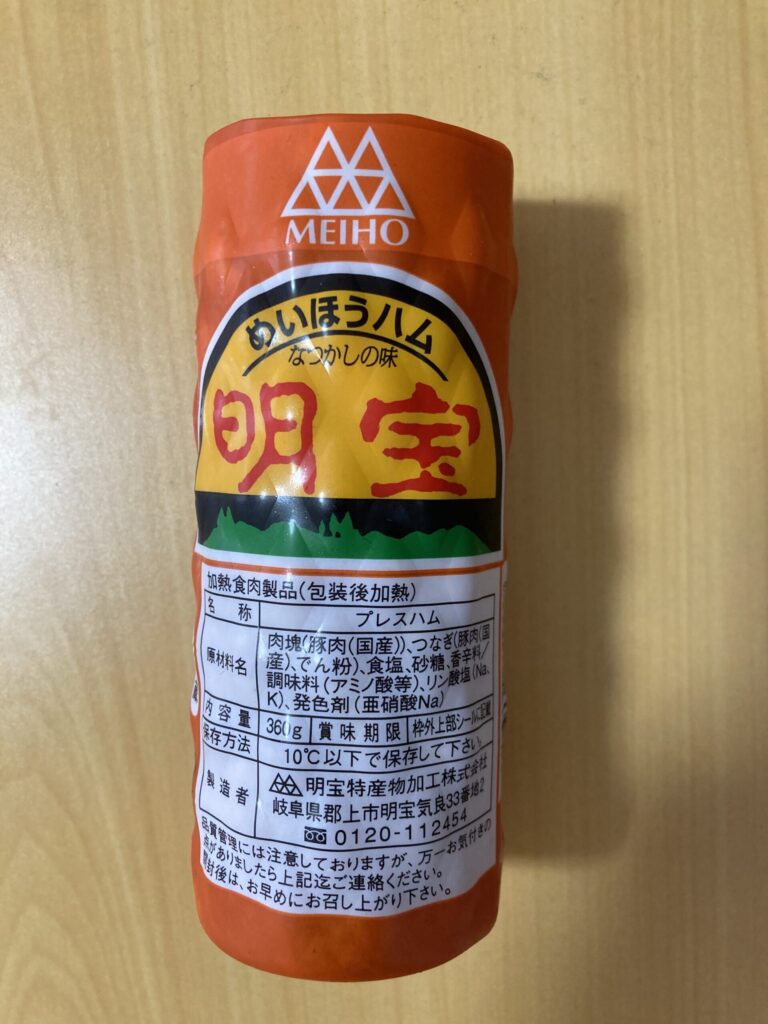 MEIHO
めいほうハム
なつかしの味
明宝
加熱食肉製品(包装後加熱)
名称 プレスハム
原材料名 肉塊(豚肉(国産))、つなぎ(豚肉(国
産)、でん粉)、食塩、砂糖、香辛料／
調味料(アミノ酸等)、リン酸塩(Na、
K)、発色剤(亜硝酸Na)
内容量 360g 賞味期限 枠外上部シールに記載
保存方法 10℃以下で保存して下さい。
製造者 明宝特産物加工株式会社
岐阜県郡上市明宝気良33番地2
0120-112454
品質管理には注意しておりますが、万一お気付きの
点がありましたら上記迄ご連絡ください。
開封後は、お早めにお召し上がり下さい。